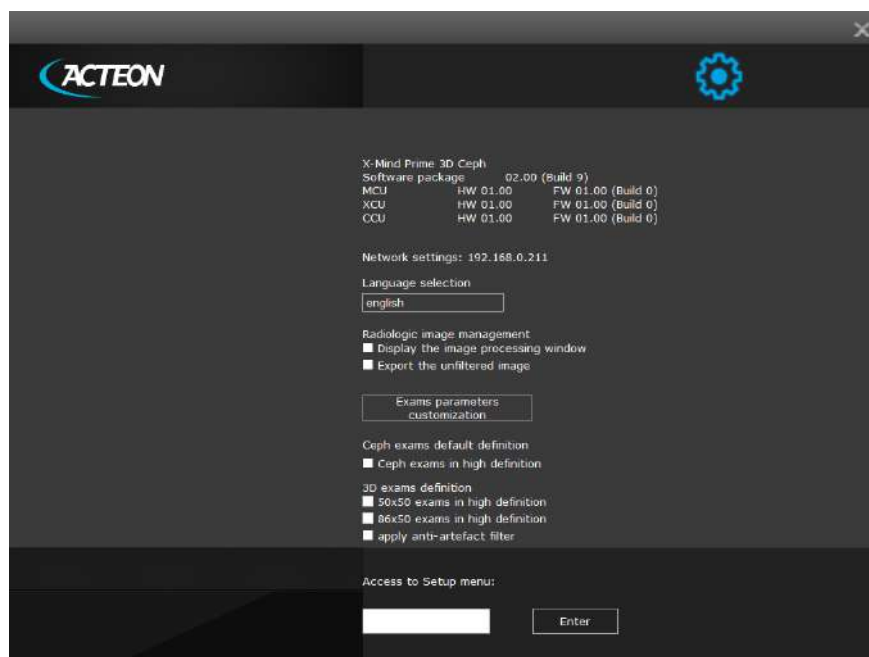 ACTEON
X-Mind Prime 3D Ceph
Software package 02.00 (Build 9)
MCU HW 01.00 FW 01.00 (Build 0)
XCU HW 01.00 FW 01.00 (Build 0)
CCU HW 01.00 FW 01.00 (Build 0)
Network settings: 192.168.0.211
Language selection
english
Radiologic image management
Display the image processing window
Export the unfiltered image
Exams parameters
customization
Ceph exams default definition
Ceph exams in high definition
3D exams definition
50x50 exams in high definition
86x50 exams in high definition
apply anti-artefact filter
Access to Setup menu:
Enter